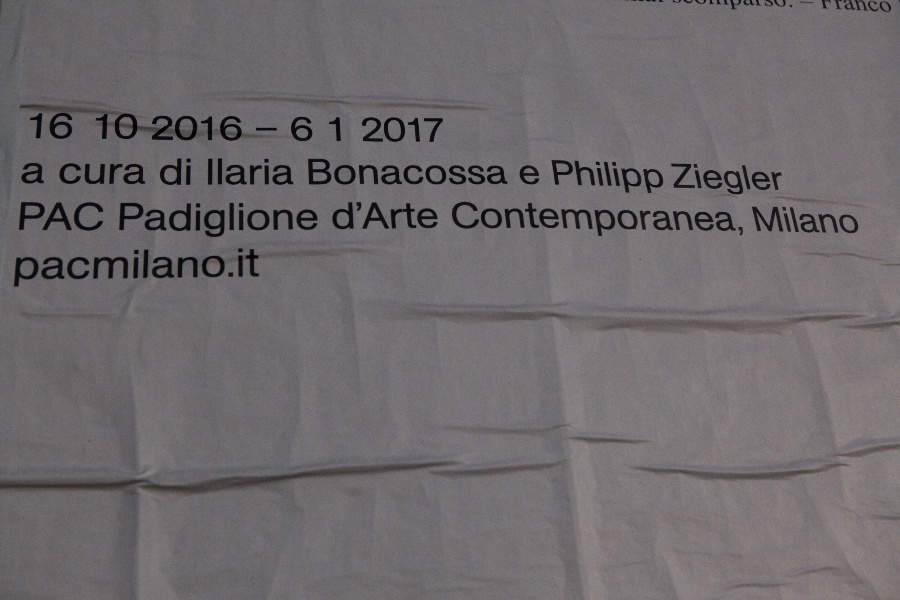 scomparso. – Franco
16 10 2016 – 6 1 2017
a cura di Ilaria Bonacossa e Philipp Ziegler
PAC Padiglione d’Arte Contemporanea, Milano
pacmilano.it